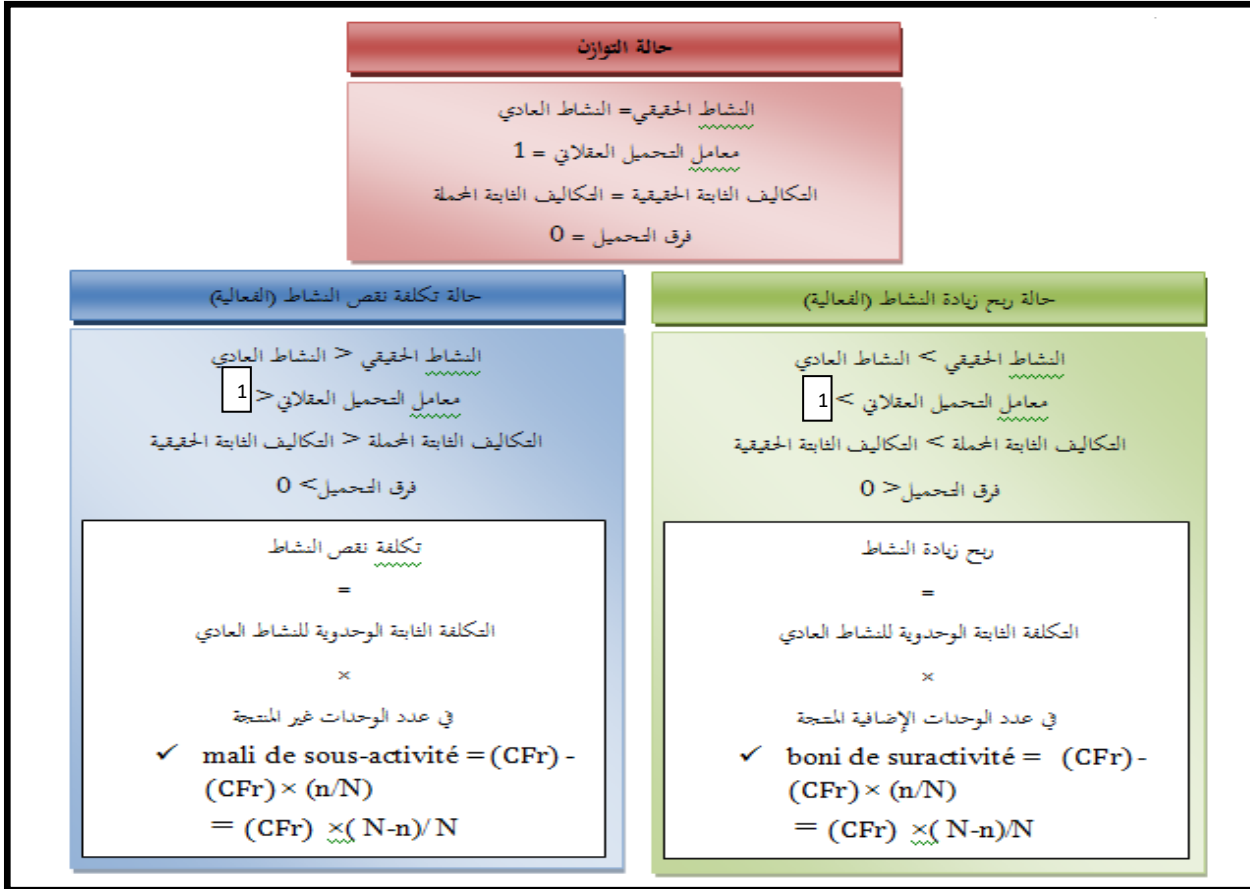 حالة التوازن
النشاط الحقيقي= النشاط العادي
معامل التحميل العقلاني = 1
التكاليف الثابتة الحقيقية = التكاليف الثابتة المحملة
فرق التحميل = 0
حالة ربح زيادة النشاط (الفعالية)
النشاط الحقيقي > النشاط العادي
معامل التحميل العقلاني > 1
التكاليف الثابتة المحملة > التكاليف الثابتة الحقيقية
فرق التحميل< 0
ربح زيادة النشاط
=
التكلفة الثابتة الوحدوية للنشاط العادي
×
في عدد الوحدات الإضافية المنتجة
✓ boni de suractivité = (CFr) -
(CFr) × (n/N)
= (CFr) ×( N-n)/N
حالة تكلفة نقص النشاط (الفعالية)
النشاط الحقيقي < النشاط العادي
معامل التحميل العقلاني< 1
التكاليف الثابتة المحملة < التكاليف الثابتة الحقيقية
فرق التحميل> 0
تكلفة نقص النشاط
=
التكلفة الثابتة الوحدوية للنشاط العادي
×
في عدد الوحدات غير المنتجة
✓ mali de sous-activité = (CFr) -
(CFr) × (n/N)
= (CFr) ×( N-n)/ N